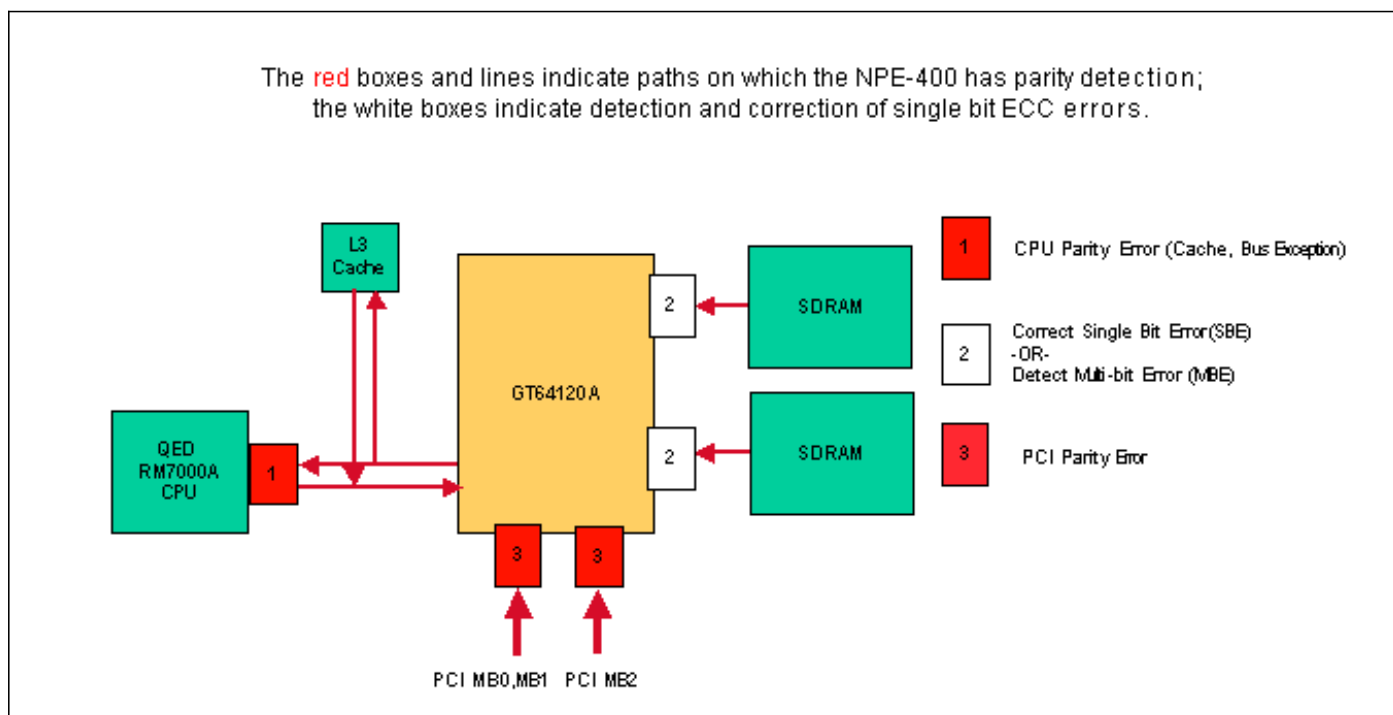 The red boxes and lines indicate paths on which the NPE-400 has parity detection;
the white boxes indicate detection and correction of single bit ECC errors.
L3
Cache
GT64120A
2
SDRAM
2
SDRAM
QED
RM7000A
CPU
1
3
3
PCI MB0,MB1
PCI MB2
1
CPU Parity Error (Cache, Bus Exception)
2
Correct Single Bit Error(SBE)
-OR-
Detect Multi-bit Error (MBE)
3
PCI Parity Error